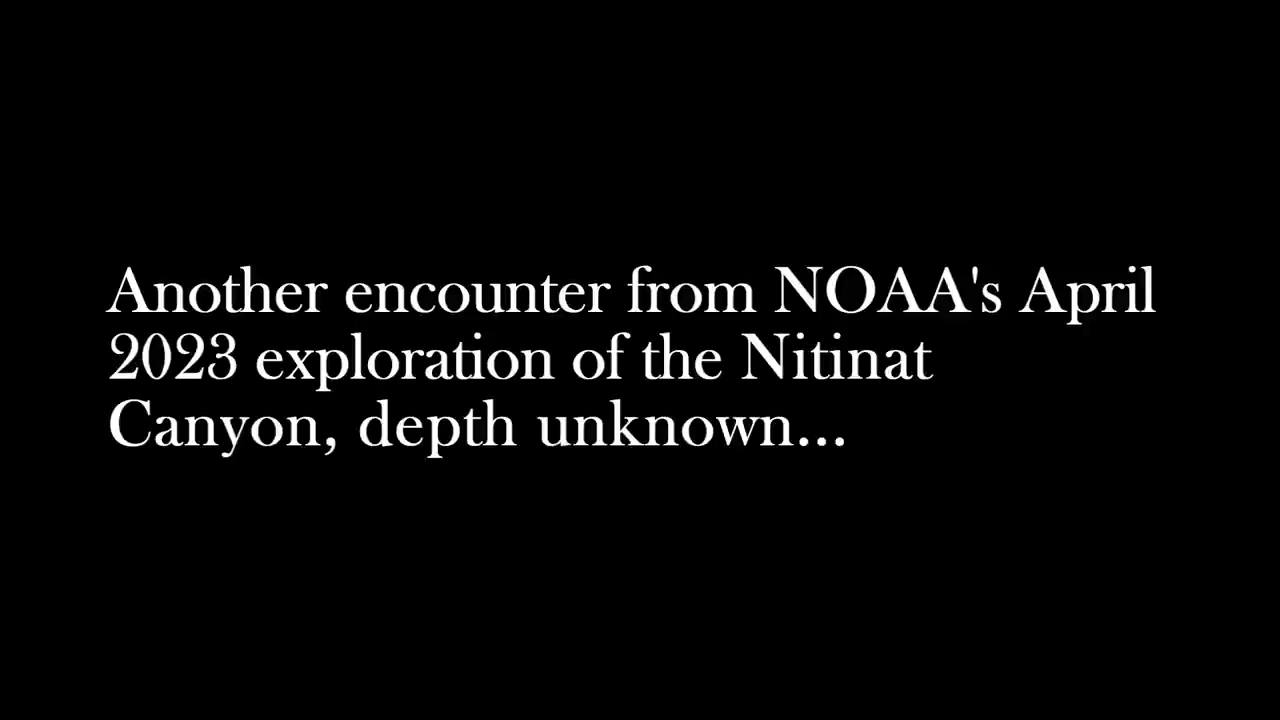 Another encounter from NOAA's April
2023 exploration of the Nitinat
Canyon, depth unknown...